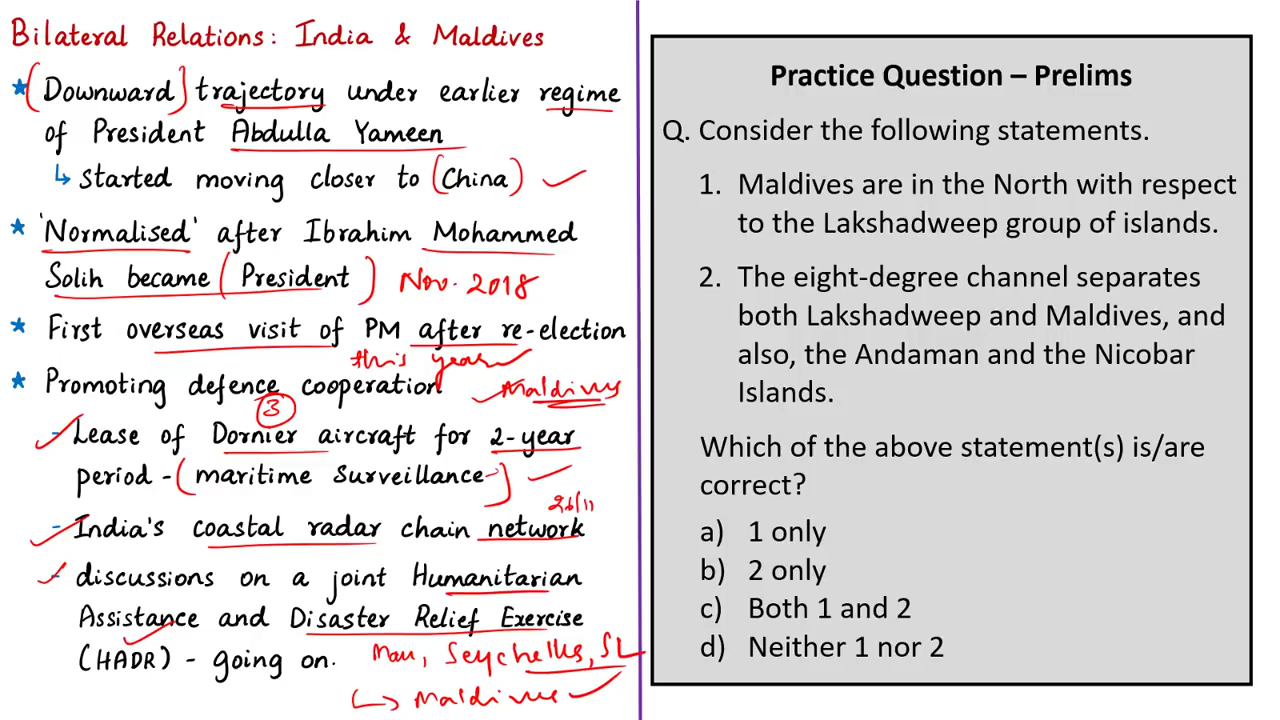 Bilateral Relations: India & Maldives
* (Downward) trajectory under earlier regime
of President Abdulla Yameen
↳ Started moving closer to (China) ✓
* 'Normalised' after Ibrahim Mohammed
Solih became (President) Nov. 2018
* First overseas visit of PM after re-election
this year
* Promoting defence cooperation Maldives
3
- Lease of Dornier aircraft for 2-year
period - (maritime Surveillance-)
26/11
- India's coastal radar chain network
- discussions on a joint Humanitarian
Assistance and Disaster Relief Exercise
(HADR) - going on. Mau, Seychelles, SL
↳ Maldives ✓
Practice Question – Prelims
Q. Consider the following statements.
1. Maldives are in the North with respect
to the Lakshadweep group of islands.
2. The eight-degree channel separates
both Lakshadweep and Maldives, and
also, the Andaman and the Nicobar
Islands.
Which of the above statement(s) is/are
correct?
a) 1 only
b) 2 only
c) Both 1 and 2
d) Neither 1 nor 2